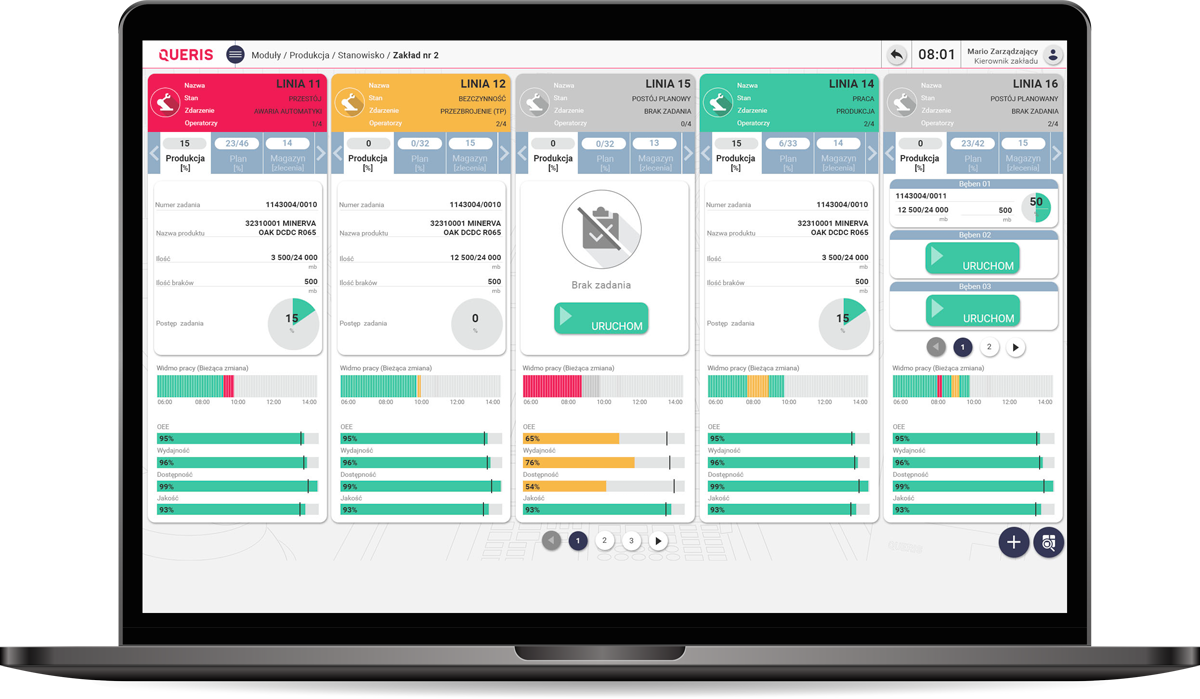 QUERIS
Moduły / Produkcja / Stanowisko / Zakład nr 2
08:01
Mario Zarządzający
Kierownik zakładu
Nazwa LINIA 11
Stan PRZESTÓJ
Zdarzenie AWARIA AUTOMATYKI
Operatorzy 1/4
15 23/46 14
Produkcja Plan Magazyn
[%] [%] [zlecenia]
Numer zadania 1143004/0010
32310001 MINERVA
Nazwa produktu OAK DCDC R065
Ilość 3 500/24 000
mb
Ilość braków 500
mb
Postęp zadania 15
%
Widmo pracy (Bieżąca zmiana)
06:00 08:00 10:00 12:00 14:00
OEE
95%
Wydajność
96%
Dostępność
99%
Jakość
93%
Nazwa LINIA 12
Stan BEZCZYNNOŚĆ
Zdarzenie PRZEZBROJENIE (TP)
Operatorzy 2/4
0 0/32 15
Produkcja Plan Magazyn
[%] [%] [zlecenia]
Numer zadania 1143004/0010
32310001 MINERVA
Nazwa produktu OAK DCDC R065
Ilość 12 500/24 000
mb
Ilość braków 500
mb
Postęp zadania 0
%
Widmo pracy (Bieżąca zmiana)
06:00 08:00 10:00 12:00 14:00
OEE
95%
Wydajność
96%
Dostępność
99%
Jakość
93%
Nazwa LINIA 15
Stan POSTÓJ PLANOWY
Zdarzenie BRAK ZADANIA
Operatorzy 0/4
0 0/32 13
Produkcja Plan Magazyn
[%] [%] [zlecenia]
Brak zadania
URUCHOM
Widmo pracy (Bieżąca zmiana)
06:00 08:00 10:00 12:00 14:00
OEE
65%
Wydajność
76%
Dostępność
54%
Jakość
93%
Nazwa LINIA 14
Stan PRACA
Zdarzenie PRODUKCJA
Operatorzy 2/4
15 6/33 14
Produkcja Plan Magazyn
[%] [%] [zlecenia]
Numer zadania 1143004/0010
32310001 MINERVA
Nazwa produktu OAK DCDC R065
Ilość 3 500/24 000
mb
Ilość braków 500
mb
Postęp zadania 15
%
Widmo pracy (Bieżąca zmiana)
06:00 08:00 10:00 12:00 14:00
OEE
95%
Wydajność
96%
Dostępność
99%
Jakość
93%
Nazwa LINIA 16
Stan POSTÓJ PLANOWANY
Zdarzenie BRAK ZADANIA
Operatorzy 2/4
0 23/42 15
Produkcja Plan Magazyn
[%] [%] [zlecenia]
Bęben 01
1143004/0011 50
12 500/24 000 500
mb mb
Bęben 02
URUCHOM
Bęben 03
URUCHOM
1 2
Widmo pracy (Bieżąca zmiana)
06:00 08:00 10:00 12:00 14:00
OEE
95%
Wydajność
96%
Dostępność
99%
Jakość
93%
1 2 3